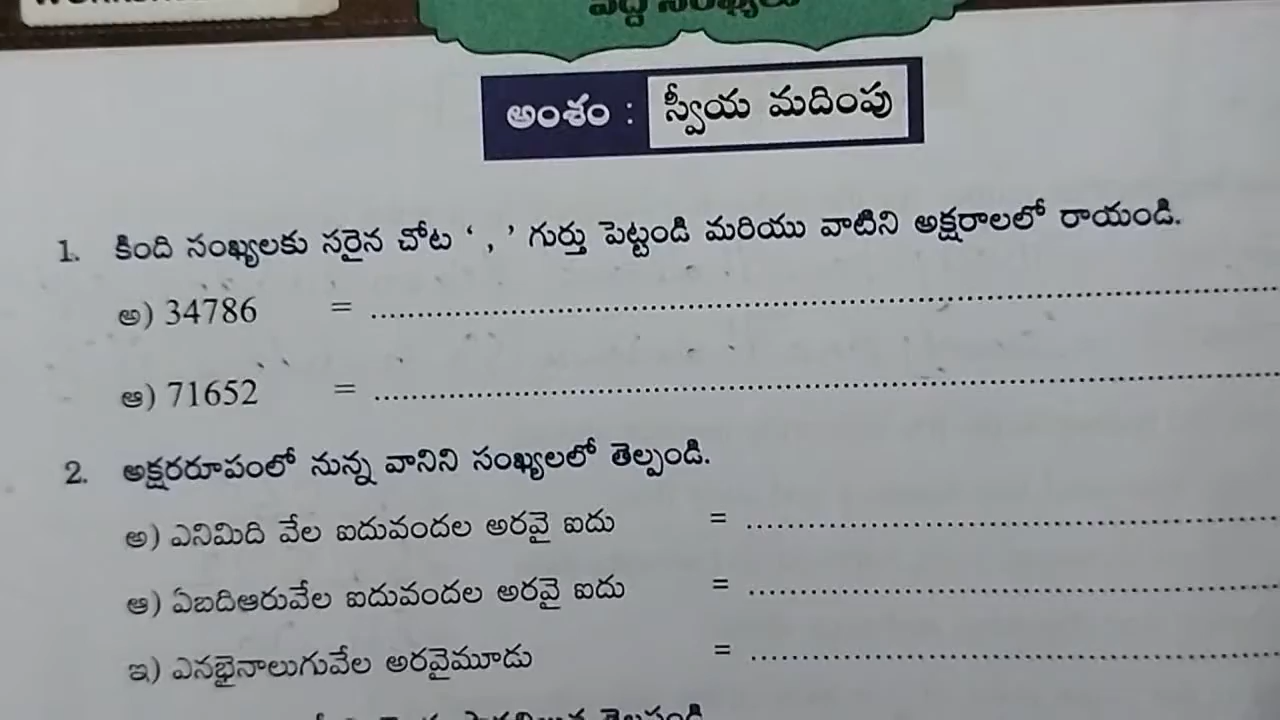 పెద్ద సంఖ్యలు
అంశం : స్వీయ మదింపు
1. కింది సంఖ్యలకు సరైన చోట ‘ , ’ గుర్తు పెట్టండి మరియు వాటిని అక్షరాలలో రాయండి.
అ) 34786 = ..................................................
ఆ) 71652 = ..................................................
2. అక్షరరూపంలో నున్న వానిని సంఖ్యలలో తెల్పండి.
అ) ఎనిమిది వేల ఐదువందల అరవై ఐదు = ..............................
ఆ) ఏబదిఆరువేల ఐదువందల అరవై ఐదు = ..............................
ఇ) ఎనభైనాలుగువేల అరవైమూడు = ..............................